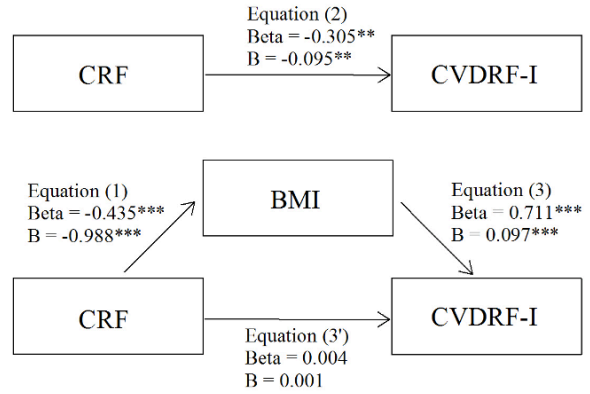 Equation (2)
Beta = -0.305**
B = -0.095**
CRF
CVDRF-I
BMI
Equation (1)
Beta = -0.435***
B = -0.988***
Equation (3)
Beta = 0.711***
B = 0.097***
CRF
CVDRF-I
Equation (3')
Beta = 0.004
B = 0.001